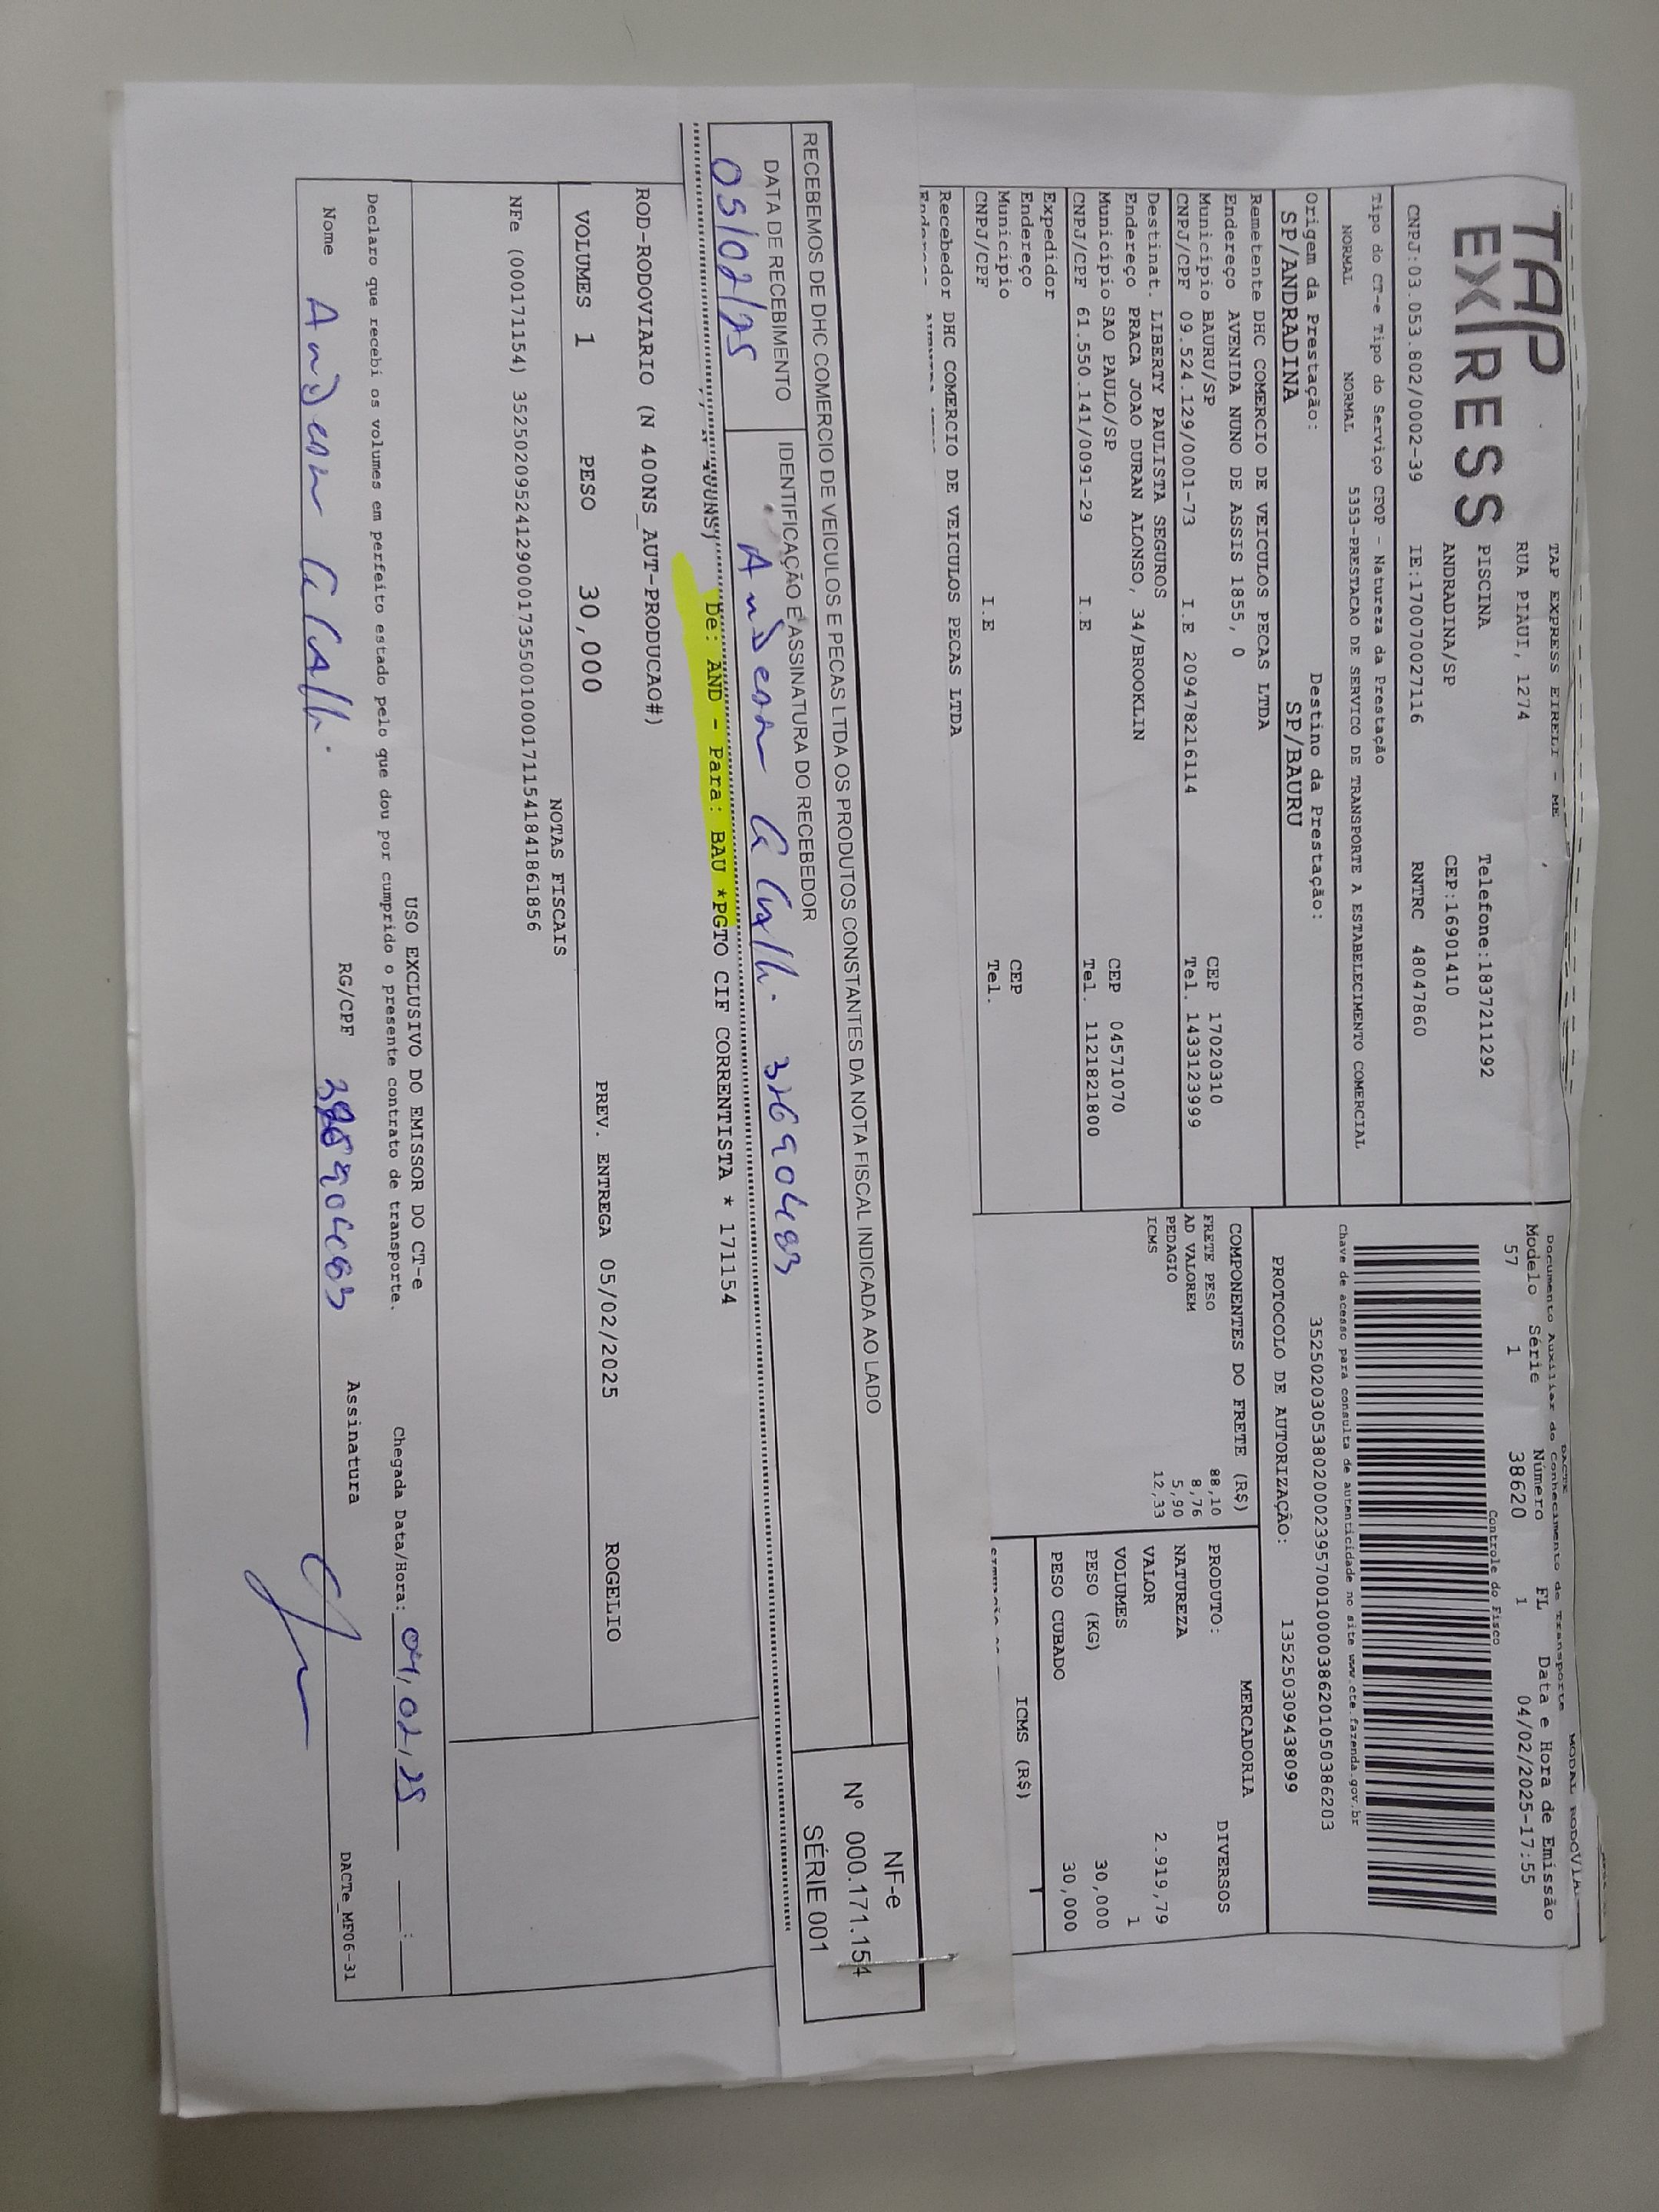 TAP
EXPRESS
TAP EXPRESS EIRELI - ME
RUA PIAUI, 1274
PISCINA Telefone:1837211292
ANDRADINA/SP CEP:16901410
CNPJ:03.053.802/0002-39 IE:170070027116 RNTRC 48047860
Tipo do CT-e Tipo do Serviço CFOP - Natureza da Prestação
NORMAL NORMAL 5353-PRESTACAO DE SERVICO DE TRANSPORTE A ESTABELECIMENTO COMERCIAL
Origem da Prestação: Destino da Prestação:
SP/ANDRADINA SP/BAURU
Remetente DHC COMERCIO DE VEICULOS PECAS LTDA
Endereço AVENIDA NUNO DE ASSIS 1855, 0
Município BAURU/SP CEP 17020310
CNPJ/CPF 09.524.129/0001-73 I.E 209478216114 Tel. 1433123999
Destinat. LIBERTY PAULISTA SEGUROS
Endereço PRACA JOAO DURAN ALONSO, 34/BROOKLIN
Município SAO PAULO/SP CEP 04571070
CNPJ/CPF 61.550.141/0091-29 I.E Tel. 1121821800
Expedidor
Endereço
Município CEP
CNPJ/CPF I.E Tel.
Recebedor DHC COMERCIO DE VEICULOS PECAS LTDA
DACTE
Documento Auxiliar do Conhecimento de Transporte
MODAL RODOVIA
Modelo Série Número FL Data e Hora de Emissão
57 1 38620 1 04/02/2025-17:55
Controle do Fisco
Chave de acesso para consulta de autenticidade no site www.cte.fazenda.gov.br
35250203053802000239570010000386201050386203
PROTOCOLO DE AUTORIZAÇÃO: 135250309438099
COMPONENTES DO FRETE (R$)
FRETE PESO 88,10
AD VALOREM 8,76
PEDAGIO 5,90
ICMS 12,33
MERCADORIA
PRODUTO: DIVERSOS
NATUREZA
VALOR 2.919,79
VOLUMES 1
PESO (KG) 30,000
PESO CUBADO 30,000
ICMS (R$)
RECEBEMOS DE DHC COMERCIO DE VEICULOS E PECAS LTDA OS PRODUTOS CONSTANTES DA NOTA FISCAL INDICADA AO LADO
DATA DE RECEBIMENTO IDENTIFICAÇÃO E ASSINATURA DO RECEBEDOR
05/02/25
NF-e
Nº 000.171.154
SÉRIE 001
De: AND - Para: BAU *PGTO CIF CORRENTISTA * 171154
ROD-RODOVIARIO (N 400NS_AUT-PRODUCAO#)
VOLUMES 1 PESO 30,000 PREV. ENTREGA 05/02/2025 ROGELIO
NOTAS FISCAIS
NFe (000171154) 35250209524129000173550010001711541841861856
USO EXCLUSIVO DO EMISSOR DO CT-e
Declaro que recebi os volumes em perfeito estado pelo que dou por cumprido o presente contrato de transporte.
Chegada Data/Hora:
Nome RG/CPF Assinatura
DACTe_MF06-31